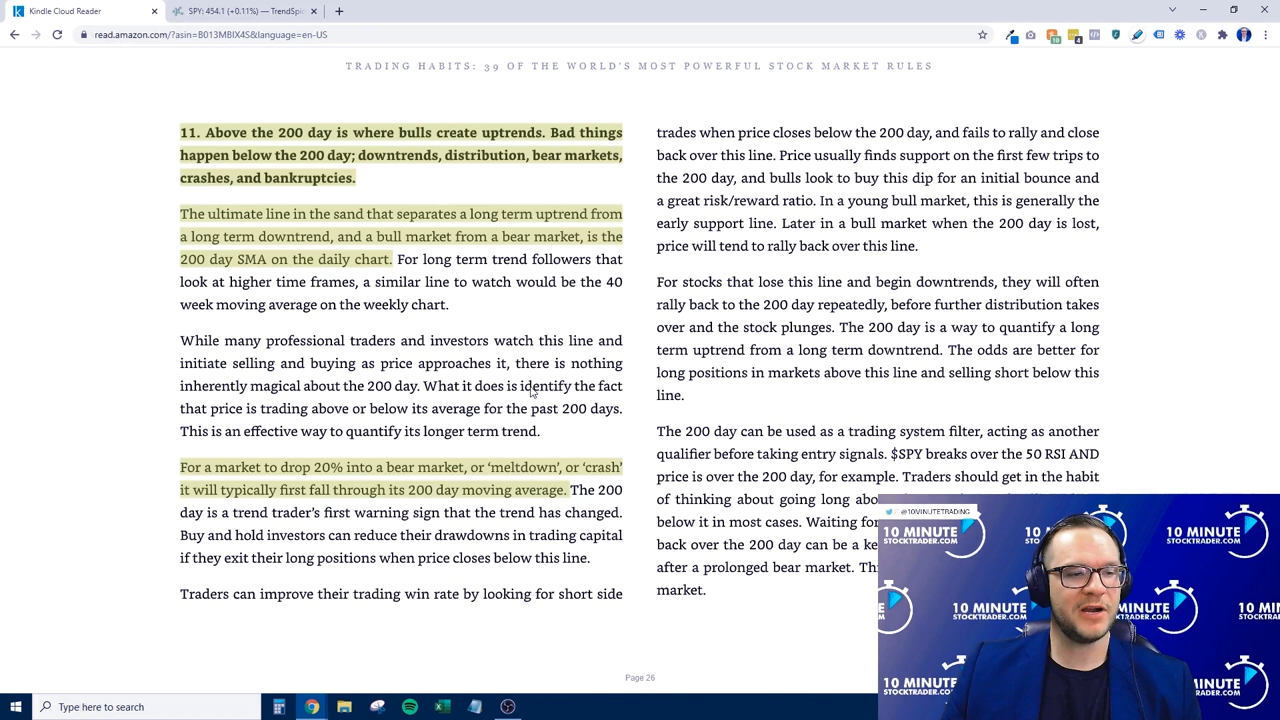 Kindle Cloud Reader
SPY: 454.1 (+0.11%) — TrendSpi
read.amazon.com/?asin=B013MBIX4S&language=en-US
TRADING HABITS: 39 OF THE WORLD'S MOST POWERFUL STOCK MARKET RULES
11. Above the 200 day is where bulls create uptrends. Bad things
happen below the 200 day; downtrends, distribution, bear markets,
crashes, and bankruptcies.
The ultimate line in the sand that separates a long term uptrend from
a long term downtrend, and a bull market from a bear market, is the
200 day SMA on the daily chart. For long term trend followers that
look at higher time frames, a similar line to watch would be the 40
week moving average on the weekly chart.
While many professional traders and investors watch this line and
initiate selling and buying as price approaches it, there is nothing
inherently magical about the 200 day. What it does is identify the fact
that price is trading above or below its average for the past 200 days.
This is an effective way to quantify its longer term trend.
For a market to drop 20% into a bear market, or ‘meltdown’, or ‘crash’
it will typically first fall through its 200 day moving average. The 200
day is a trend trader’s first warning sign that the trend has changed.
Buy and hold investors can reduce their drawdowns in trading capital
if they exit their long positions when price closes below this line.
Traders can improve their trading win rate by looking for short side
trades when price closes below the 200 day, and fails to rally and close
back over this line. Price usually finds support on the first few trips to
the 200 day, and bulls look to buy this dip for an initial bounce and
a great risk/reward ratio. In a young bull market, this is generally the
early support line. Later in a bull market when the 200 day is lost,
price will tend to rally back over this line.
For stocks that lose this line and begin downtrends, they will often
rally back to the 200 day repeatedly, before further distribution takes
over and the stock plunges. The 200 day is a way to quantify a long
term uptrend from a long term downtrend. The odds are better for
long positions in markets above this line and selling short below this
line.
The 200 day can be used as a trading system filter, acting as another
qualifier before taking entry signals. $SPY breaks over the 50 RSI AND
price is over the 200 day, for example. Traders should get in the habit
of thinking about going long abo
below it in most cases. Waiting for
back over the 200 day can be a ke
after a prolonged bear market. Th
market.
Page 26
@10MINUTETRADING
10 MINUTE
STOCKTRADER.COM
10 MINUTE
STOCKTRADER.COM
10 MINUTE
STOCKTRADER.COM
10 MIN
STOCKTR
10 MINUTE
STOCKTRADER.COM
MINUTE
TRADER.COM
Type here to search